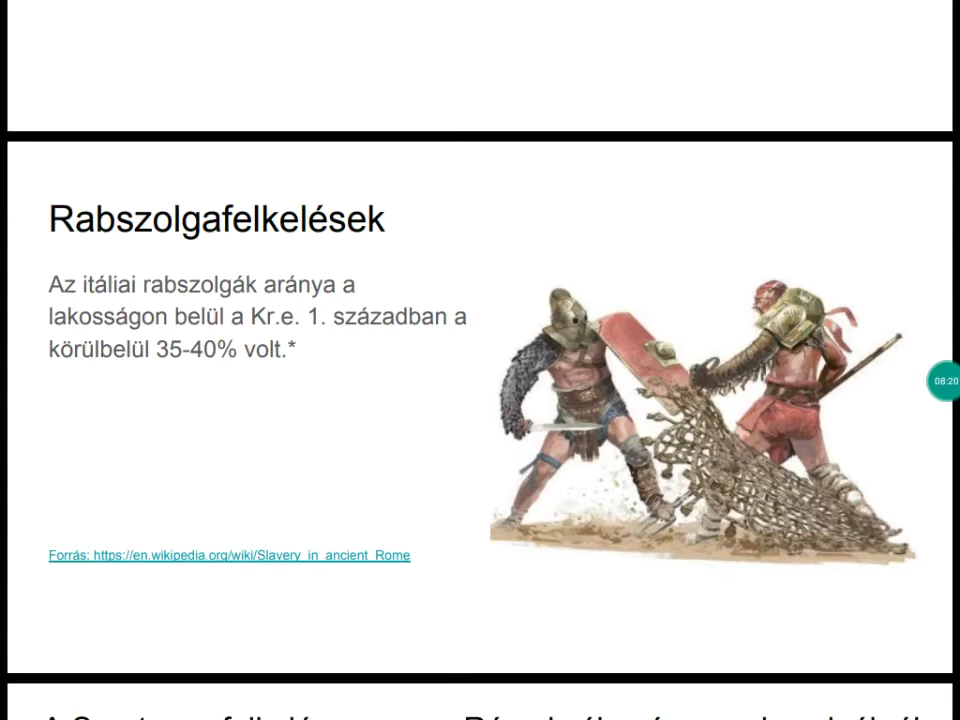 Rabszolgafelkelések
Az itáliai rabszolgák aránya a
lakosságon belül a Kr.e. 1. században a
körülbelül 35-40% volt.*
08:20
Forrás: https://en.wikipedia.org/wiki/Slavery_in_ancient_Rome